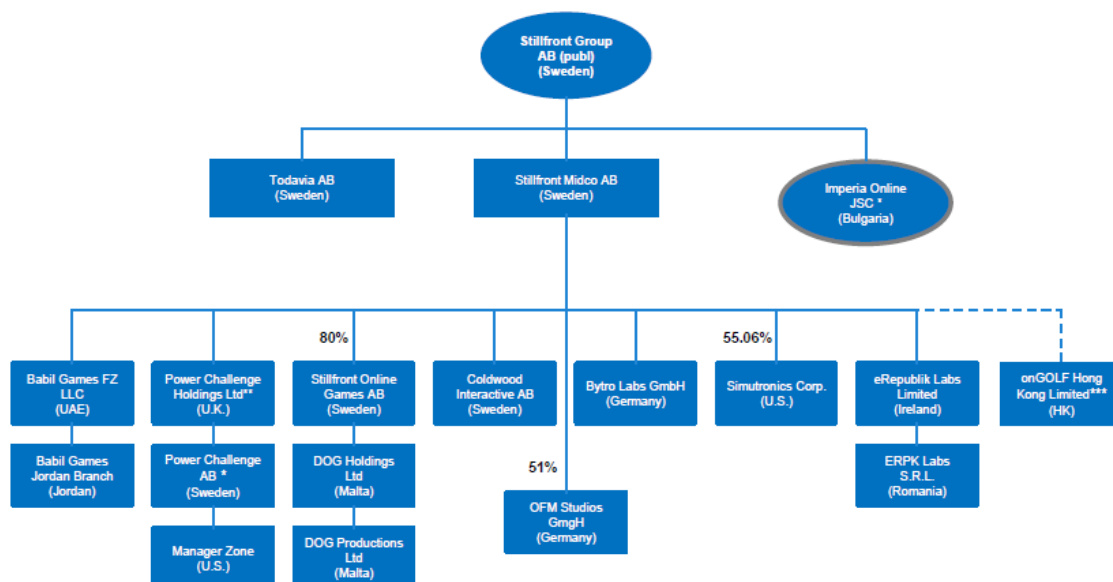 Stillfront Group
AB (publ)
(Sweden)
Todavia AB
(Sweden)
Stillfront Midco AB
(Sweden)
Imperia Online
JSC *
(Bulgaria)
80%
55.06%
Babil Games FZ
LLC
(UAE)
Power Challenge
Holdings Ltd**
(U.K.)
Stillfront Online
Games AB
(Sweden)
Coldwood
Interactive AB
(Sweden)
Bytro Labs GmbH
(Germany)
Simutronics Corp.
(U.S.)
eRepublik Labs
Limited
(Ireland)
onGOLF Hong
Kong Limited***
(HK)
Babil Games
Jordan Branch
(Jordan)
Power Challenge
AB *
(Sweden)
DOG Holdings
Ltd
(Malta)
51%
ERPK Labs
S.R.L.
(Romania)
OFM Studios
GmgH
(Germany)
Manager Zone
(U.S.)
DOG Productions
Ltd
(Malta)